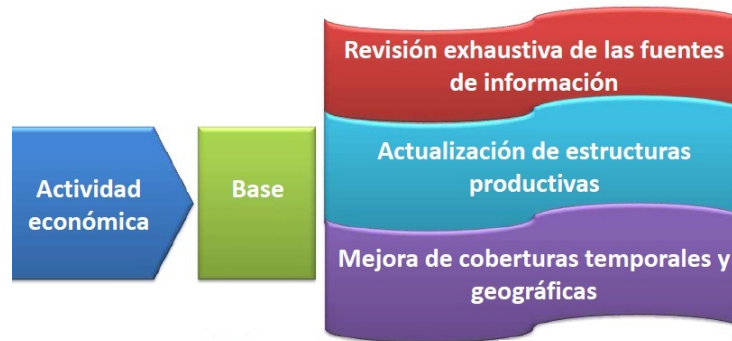 Actividad
económica
Base
Revisión exhaustiva de las fuentes
de información
Actualización de estructuras
productivas
Mejora de coberturas temporales y
geográficas